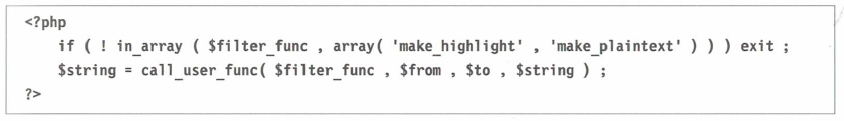 <?php
if ( ! in_array ( $filter_func , array( 'make_highlight' , 'make_plaintext' ) ) ) exit ;
$string = call_user_func( $filter_func , $from , $to , $string ) ;
?>